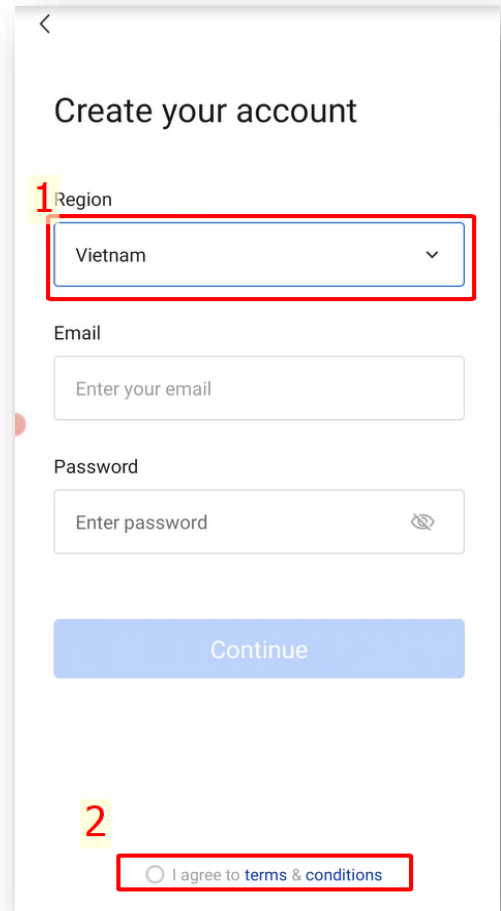 Create your account
1
Region
Vietnam
Email
Enter your email
Password
Enter password
Continue
2
I agree to terms & conditions